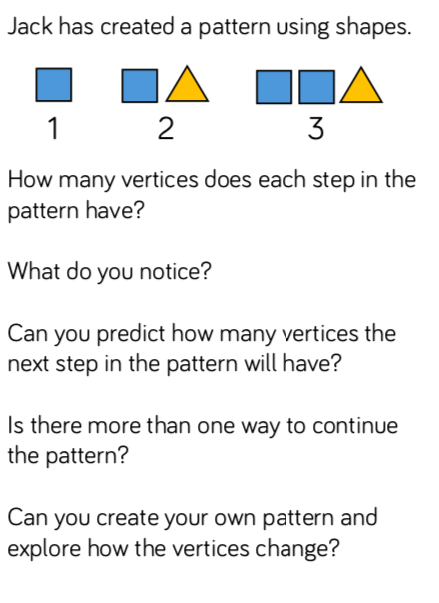 Jack has created a pattern using shapes.
1 2 3
How many vertices does each step in the
pattern have?
What do you notice?
Can you predict how many vertices the
next step in the pattern will have?
Is there more than one way to continue
the pattern?
Can you create your own pattern and
explore how the vertices change?